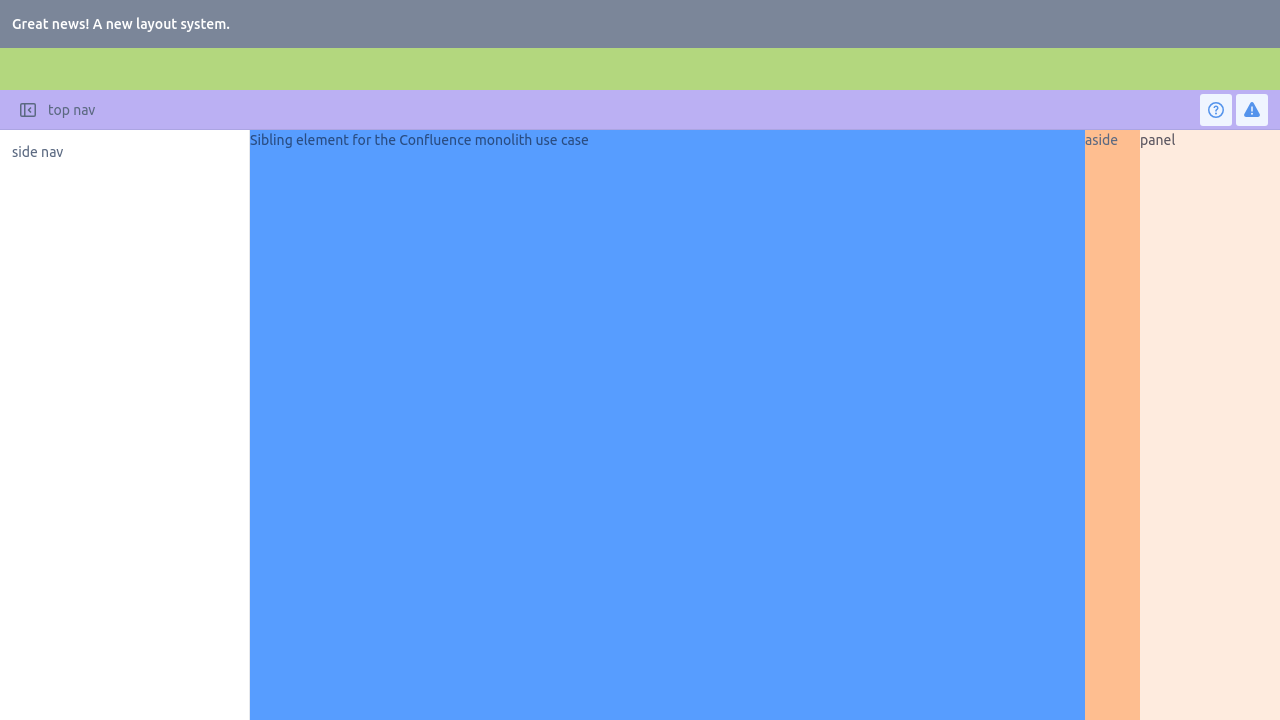 Great news! A new layout system.
top nav
side nav
Sibling element for the Confluence monolith use case
aside
panel